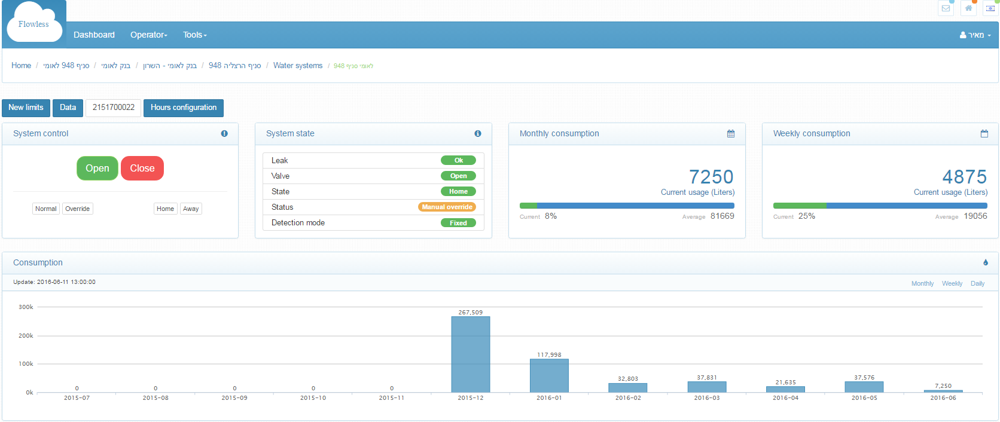 Flowless
Dashboard Operator Tools
מאיר
Home / סניף 948 לאומי / בנק לאומי / בנק לאומי - השרון / סניף הרצליה 948 / Water systems / לאומי סניף 948
New limits Data 2151700022 Hours configuration
System control
Open Close
Normal Override Home Away
System state
Leak Ok
Valve Open
State Home
Status Manual override
Detection mode Fixed
Monthly consumption
7250
Current usage (Liters)
Current 8% Average 81669
Weekly consumption
4875
Current usage (Liters)
Current 25% Average 19056
Consumption
Update: 2016-06-11 13:00:00
Monthly Weekly Daily
300k
200k
100k
0k
0 0 0 0 0 267,509 117,998 32,803 37,831 21,635 37,576 7,250
2015-07 2015-08 2015-09 2015-10 2015-11 2015-12 2016-01 2016-02 2016-03 2016-04 2016-05 2016-06